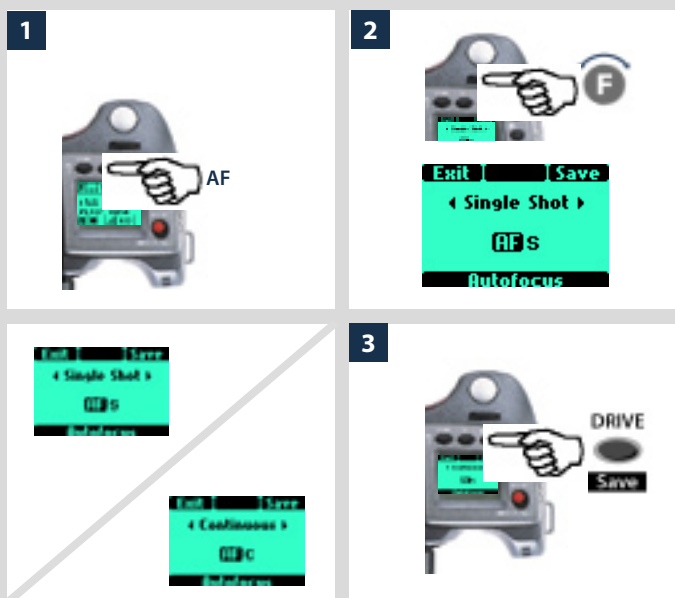 1
AF
2
F
Exit Save
Single Shot
AF S
Autofocus
Exit Save
Single Shot
AF S
Autofocus
Exit Save
Continuous
AF C
Autofocus
3
DRIVE
Save